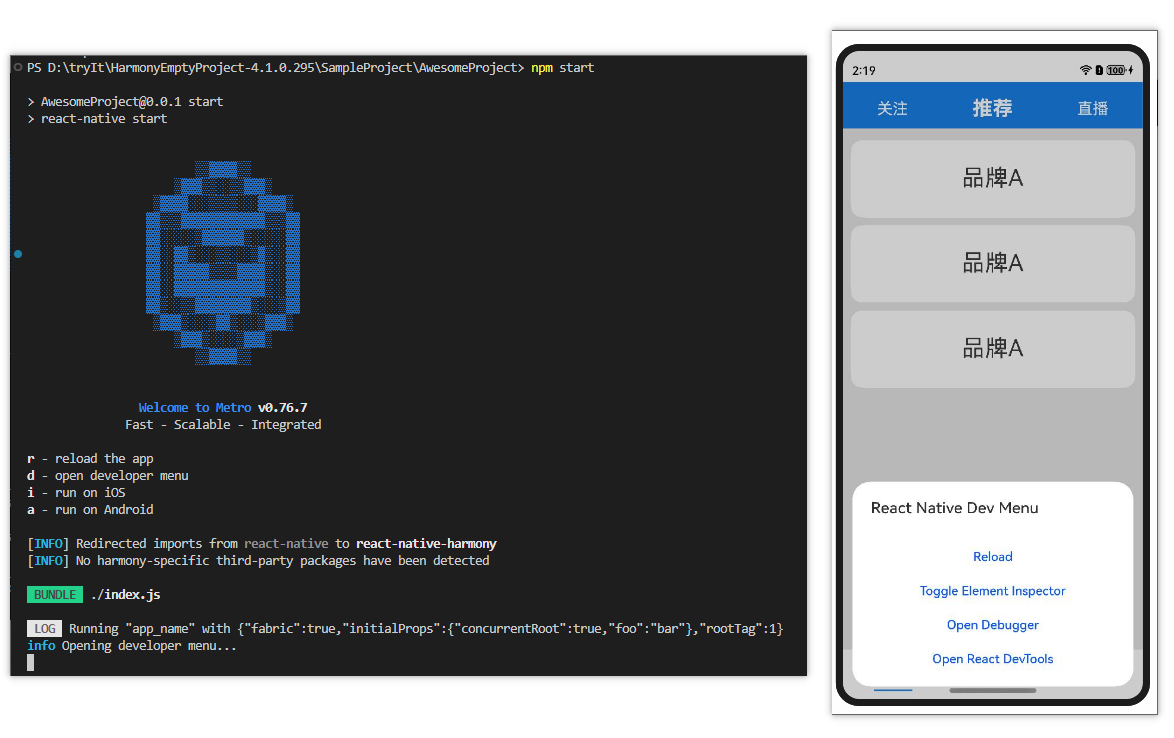 PS D:\tryIt\HarmonyEmptyProject-4.1.0.295\SampleProject\AwesomeProject> npm start
> AwesomeProject@0.0.1 start
> react-native start
Welcome to Metro v0.76.7
Fast - Scalable - Integrated
r - reload the app
d - open developer menu
i - run on iOS
a - run on Android
[INFO] Redirected imports from react-native to react-native-harmony
[INFO] No harmony-specific third-party packages have been detected
BUNDLE ./index.js
LOG Running "app_name" with {"fabric":true,"initialProps":{"concurrentRoot":true,"foo":"bar"},"rootTag":1}
info Opening developer menu...
2:19 100
关注 推荐 直播
品牌A
品牌A
品牌A
React Native Dev Menu
Reload
Toggle Element Inspector
Open Debugger
Open React DevTools